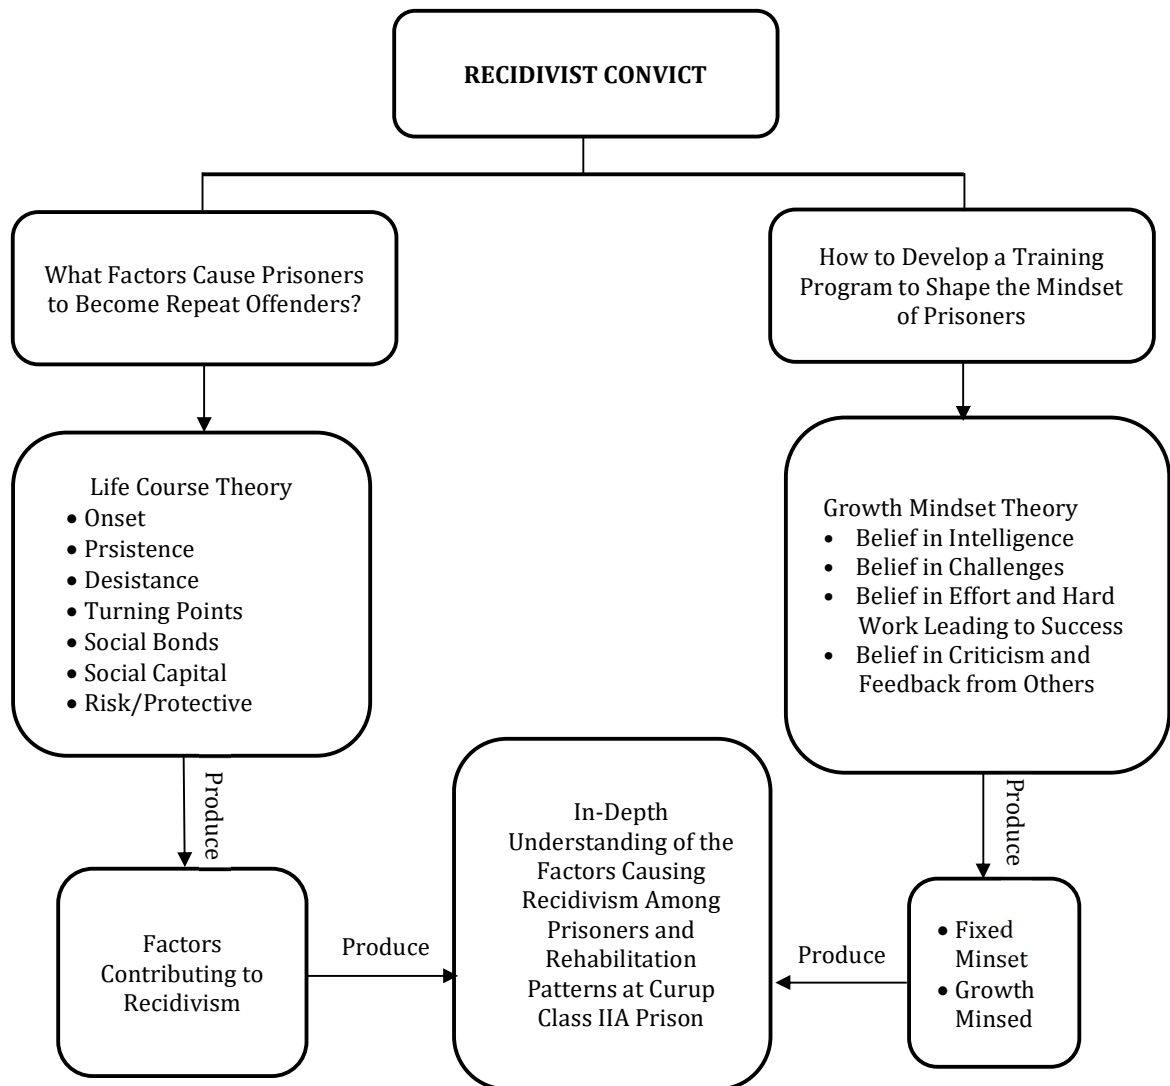 RECIDIVIST CONVICT
What Factors Cause Prisoners
to Become Repeat Offenders?
How to Develop a Training
Program to Shape the Mindset
of Prisoners
Life Course Theory
• Onset
• Prsistence
• Desistance
• Turning Points
• Social Bonds
• Social Capital
• Risk/Protective
Growth Mindset Theory
• Belief in Intelligence
• Belief in Challenges
• Belief in Effort and Hard
Work Leading to Success
• Belief in Criticism and
Feedback from Others
Produce
Produce
Factors
Contributing to
Recidivism
Produce
In-Depth
Understanding of the
Factors Causing
Recidivism Among
Prisoners and
Rehabilitation
Patterns at Curup
Class IIA Prison
Produce
• Fixed
Minset
• Growth
Minsed